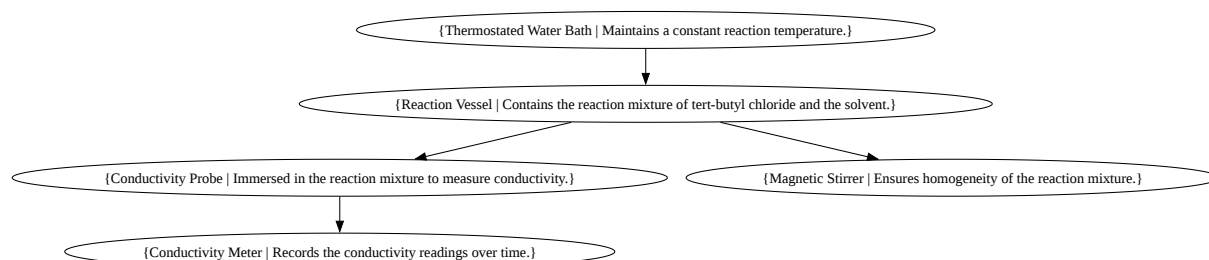 {Thermostated Water Bath | Maintains a constant reaction temperature.}
{Reaction Vessel | Contains the reaction mixture of tert-butyl chloride and the solvent.}
{Conductivity Probe | Immersed in the reaction mixture to measure conductivity.}
{Magnetic Stirrer | Ensures homogeneity of the reaction mixture.}
{Conductivity Meter | Records the conductivity readings over time.}